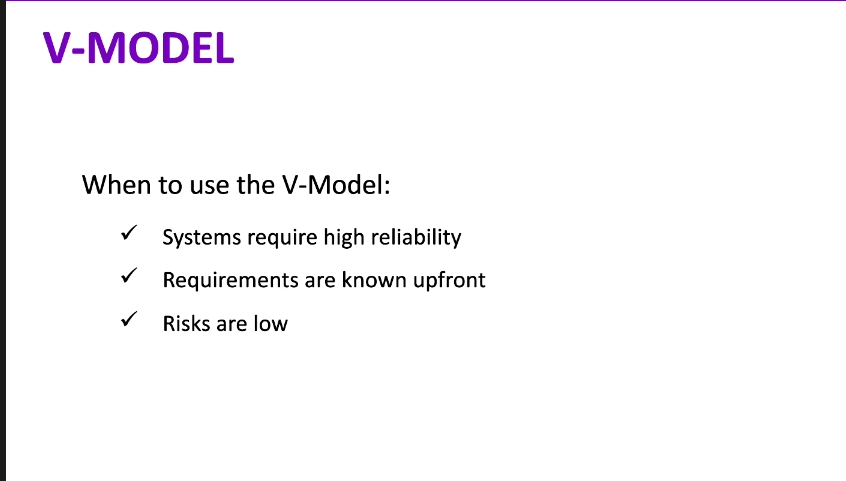 V-MODEL
When to use the V-Model:
✓ Systems require high reliability
✓ Requirements are known upfront
✓ Risks are low